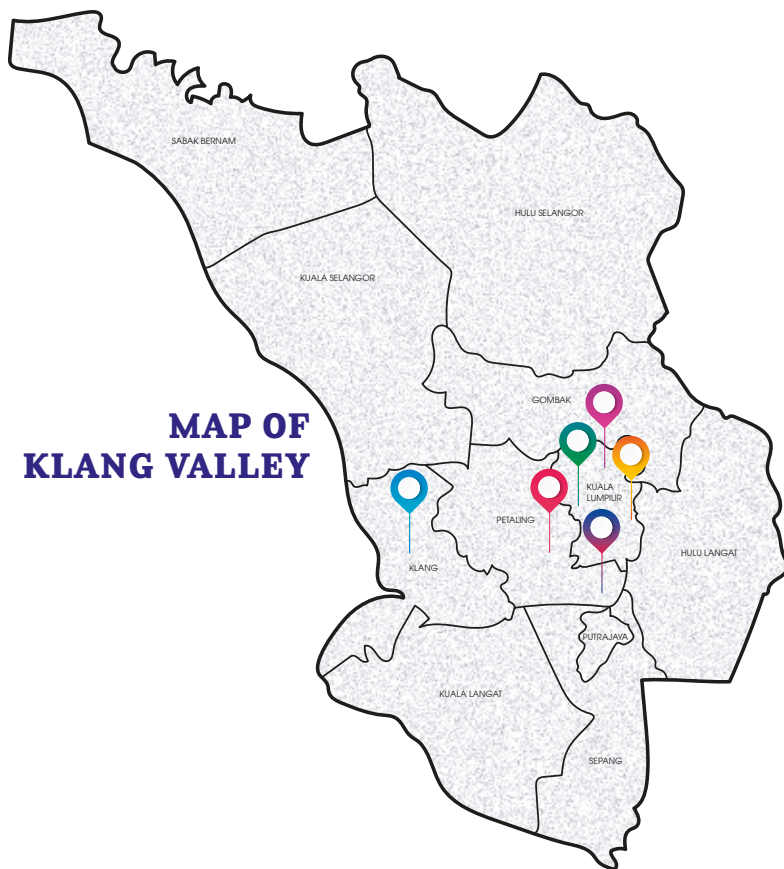 SABAK BERNAM
HULU SELANGOR
KUALA SELANGOR
GOMBAK
MAP OF
KLANG VALLEY
KUALA
LUMPIUR
PETALING
HULU LANGAT
KLANG
PUTRAJAYA
KUALA LANGAT
SEPANG